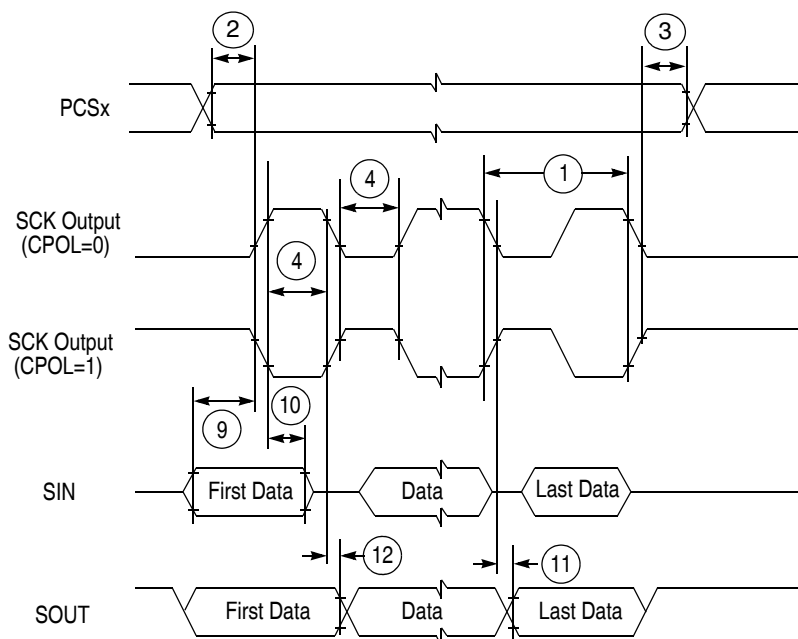 2
3
PCSx
4
1
SCK Output
(CPOL=0)
4
SCK Output
(CPOL=1)
10
9
SIN
First Data
Data
Last Data
12
11
SOUT
First Data
Data
Last Data